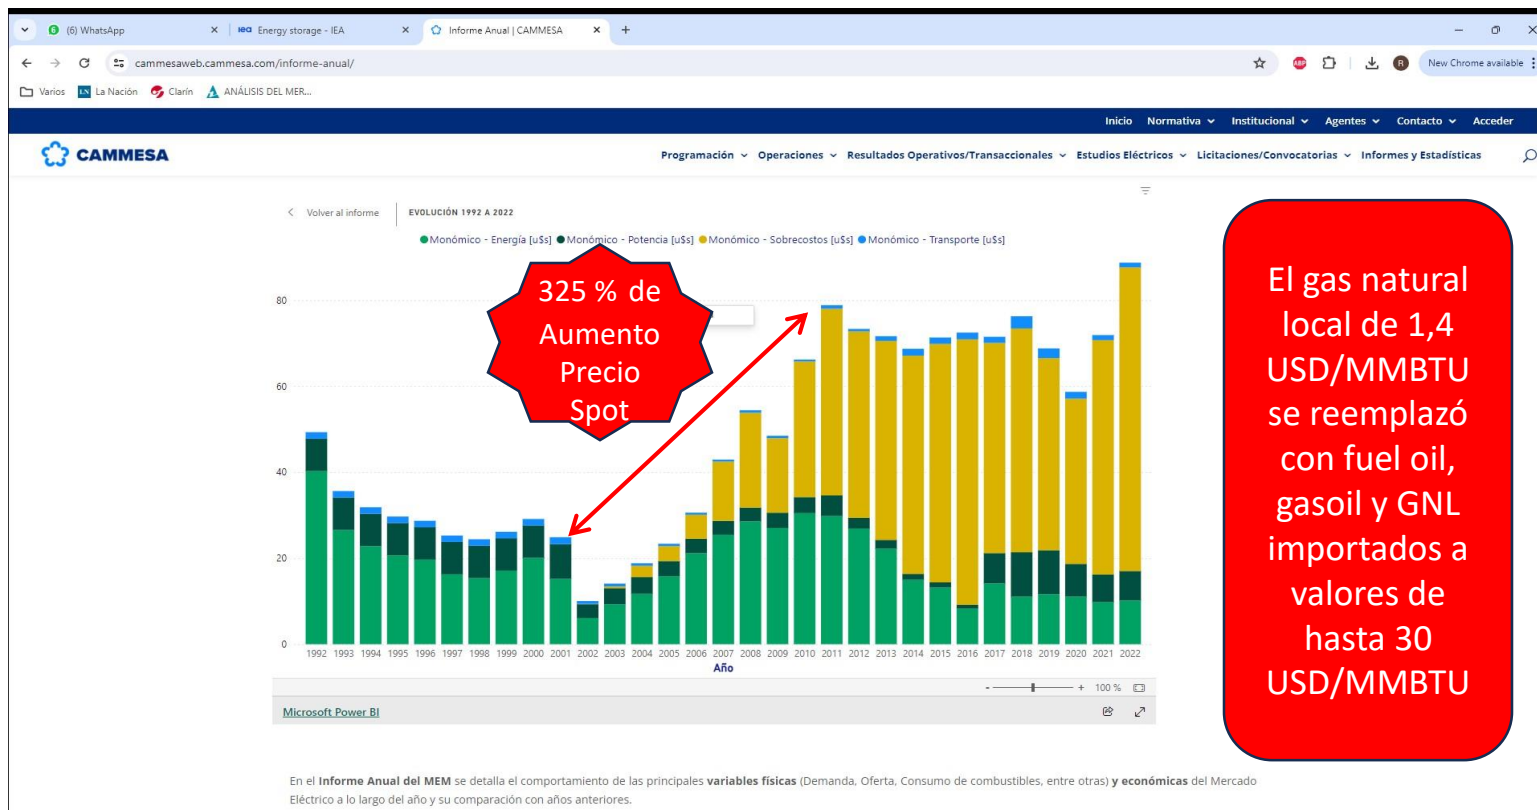 (6) WhatsApp
iea Energy storage - IEA
Informe Anual | CAMMESA
cammesaweb.cammesa.com/informe-anual/
ABP
R
New Chrome available
Varios
LN La Nación
Clarín
ANÁLISIS DEL MER...
Inicio Normativa Institucional Agentes Contacto Acceder
CAMMESA
Programación Operaciones Resultados Operativos/Transaccionales Estudios Eléctricos Licitaciones/Convocatorias Informes y Estadísticas
Volver al informe
EVOLUCIÓN 1992 A 2022
Monómico - Energía [u$s] Monómico - Potencia [u$s] Monómico - Sobrecostos [u$s] Monómico - Transporte [u$s]
325 % de
Aumento
Precio
Spot
80
60
40
20
0
1992 1993 1994 1995 1996 1997 1998 1999 2000 2001 2002 2003 2004 2005 2006 2007 2008 2009 2010 2011 2012 2013 2014 2015 2016 2017 2018 2019 2020 2021 2022
Año
- + 100 %
Microsoft Power BI
El gas natural
local de 1,4
USD/MMBTU
se reemplazó
con fuel oil,
gasoil y GNL
importados a
valores de
hasta 30
USD/MMBTU
En el Informe Anual del MEM se detalla el comportamiento de las principales variables físicas (Demanda, Oferta, Consumo de combustibles, entre otras) y económicas del Mercado
Eléctrico a lo largo del año y su comparación con años anteriores.